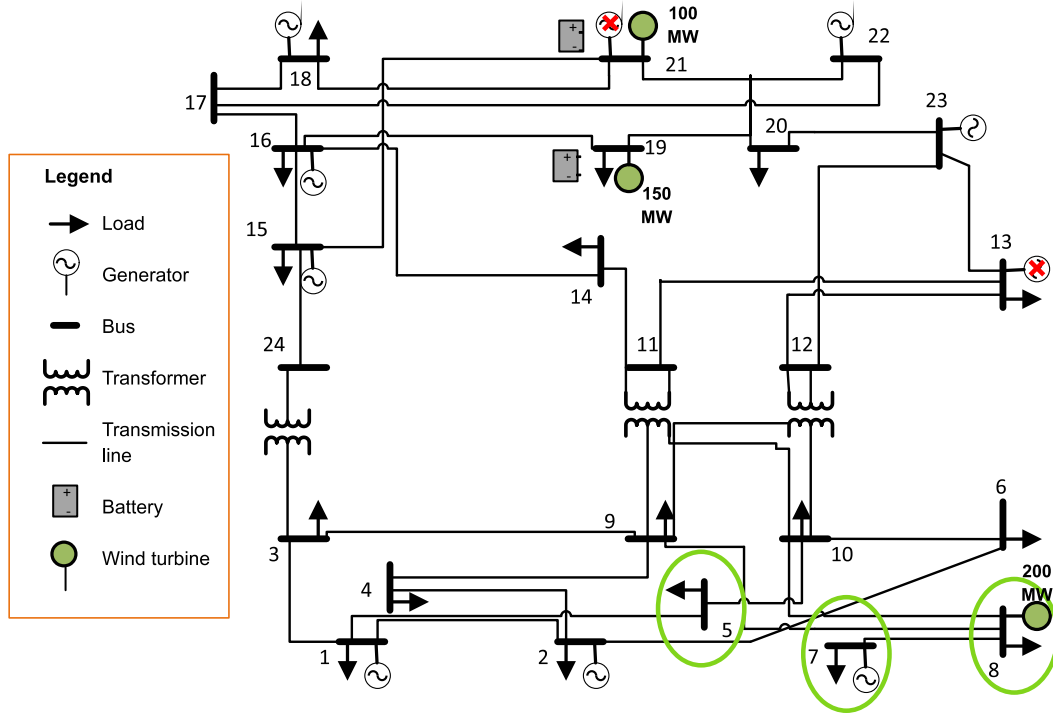 100
MW
22
21
18
17
23
20
16
19
150
MW
Legend
Load
15
13
Generator
14
Bus
24
11
12
Transformer
Transmission
line
6
Battery
9
3
10
Wind turbine
4
200
MW
5
1
2
7
8